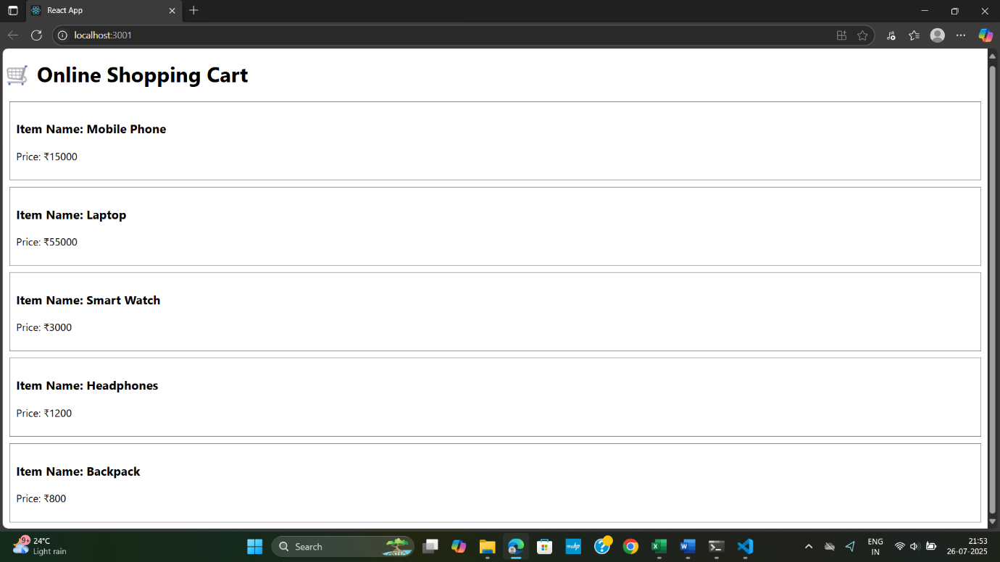 React App
localhost:3001
Online Shopping Cart
Item Name: Mobile Phone
Price: ₹15000
Item Name: Laptop
Price: ₹55000
Item Name: Smart Watch
Price: ₹3000
Item Name: Headphones
Price: ₹1200
Item Name: Backpack
Price: ₹800
9+
24°C
Light rain
Search
myhp
ENG
IN
21:53
26-07-2025